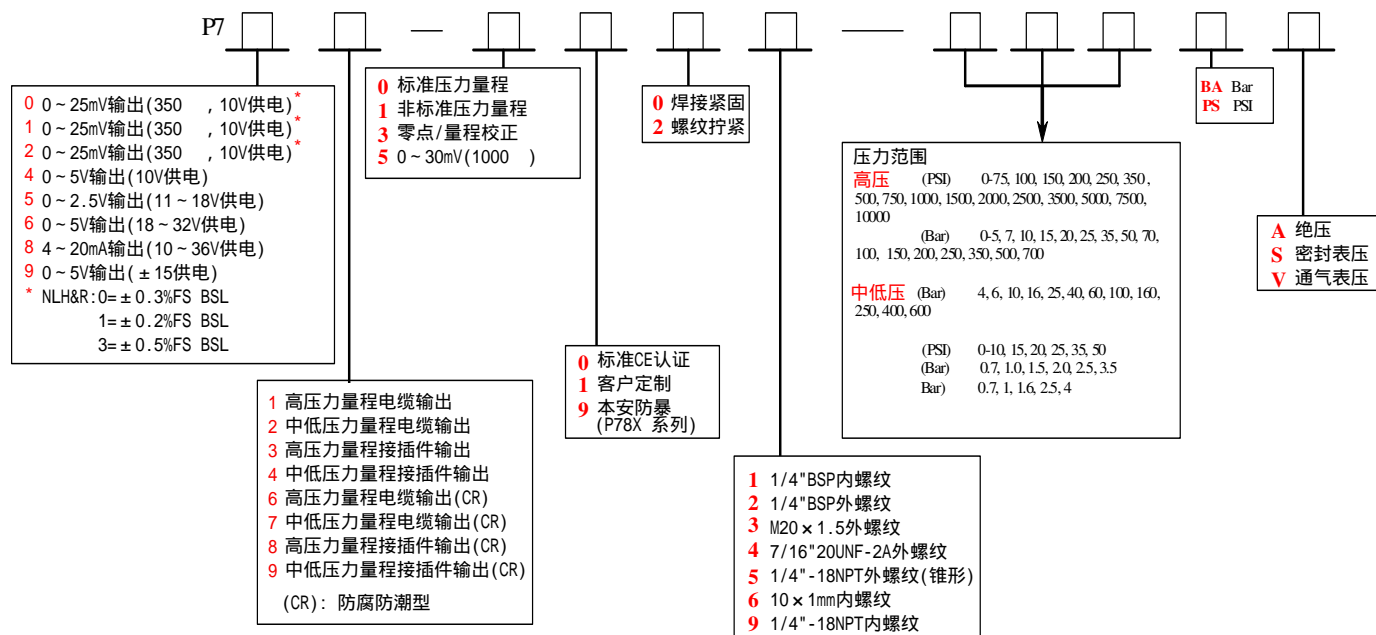 P7
0 0~25mV输出(350 ,10V供电)*
1 0~25mV输出(350 ,10V供电)*
2 0~25mV输出(350 ,10V供电)*
4 0~5V输出(10V供电)
5 0~2.5V输出(11~18V供电)
6 0~5V输出(18~32V供电)
8 4~20mA输出(10~36V供电)
9 0~5V输出(±15供电)
* NLH&R:0=±0.3%FS BSL
1=±0.2%FS BSL
3=±0.5%FS BSL
1 高压力量程电缆输出
2 中低压力量程电缆输出
3 高压力量程接插件输出
4 中低压力量程接插件输出
6 高压力量程电缆输出(CR)
7 中低压力量程电缆输出(CR)
8 高压力量程接插件输出(CR)
9 中低压力量程接插件输出(CR)
(CR): 防腐防潮型
0 标准压力量程
1 非标准压力量程
3 零点/量程校正
5 0~30mV(1000 )
0 标准CE认证
1 客户定制
9 本安防暴
(P78X 系列)
0 焊接紧固
2 螺纹拧紧
1 1/4"BSP内螺纹
2 1/4"BSP外螺纹
3 M20×1.5外螺纹
4 7/16"20UNF-2A外螺纹
5 1/4"-18NPT外螺纹(锥形)
6 10×1mm内螺纹
9 1/4"-18NPT内螺纹
压力范围
高压 (PSI) 0-75, 100, 150, 200, 250, 350,
500, 750, 1000, 1500, 2000, 2500, 3500, 5000, 7500,
10000
(Bar) 0-5, 7, 10, 15, 20, 25, 35, 50, 70,
100, 150, 200, 250, 350, 500, 700
中低压 (Bar) 4, 6, 10, 16, 25, 40, 60, 100, 160,
250, 400, 600
(PSI) 0-10, 15, 20, 25, 35, 50
(Bar) 0.7, 1.0, 1.5, 2.0, 2.5, 3.5
Bar) 0.7, 1, 1.6, 2.5, 4
BA Bar
PS PSI
A 绝压
S 密封表压
V 通气表压